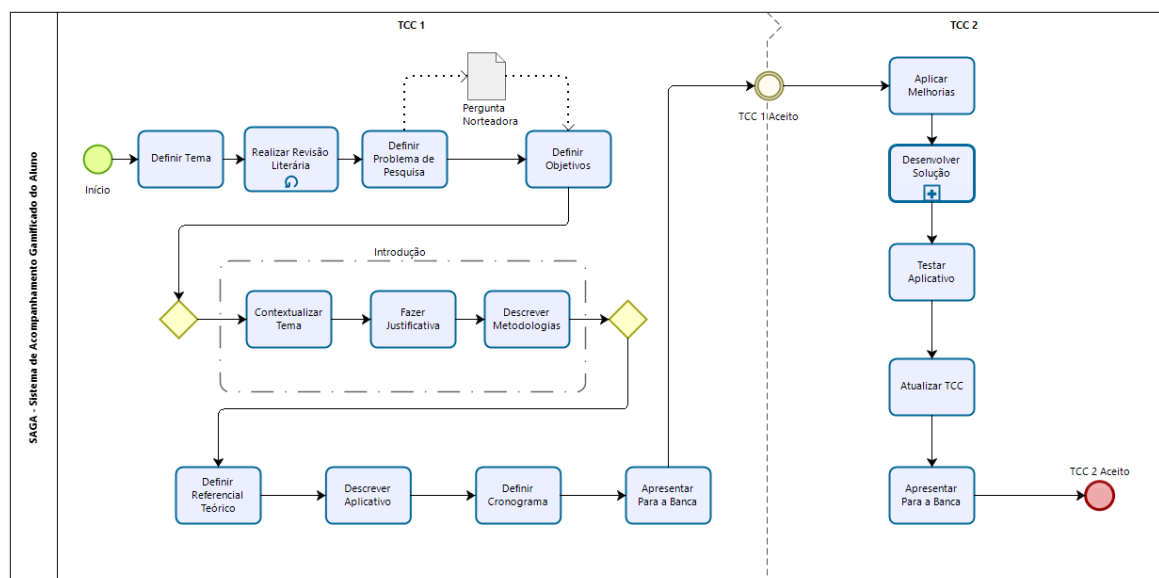 TCC 1
TCC 2
SAGA - Sistema de Acompanhamento Gamificado do Aluno
Pergunta
Norteadora
Início
Definir Tema
Realizar Revisão
Literária
Definir
Problema de
Pesquisa
Definir
Objetivos
TCC 1 Aceito
Aplicar
Melhorias
Desenvolver
Solução
Testar
Aplicativo
Introdução
Contextualizar
Tema
Fazer
Justificativa
Descrever
Metodologias
Atualizar TCC
Definir
Referencial
Teórico
Descrever
Aplicativo
Definir
Cronograma
Apresentar
Para a Banca
Apresentar
Para a Banca
TCC 2 Aceito